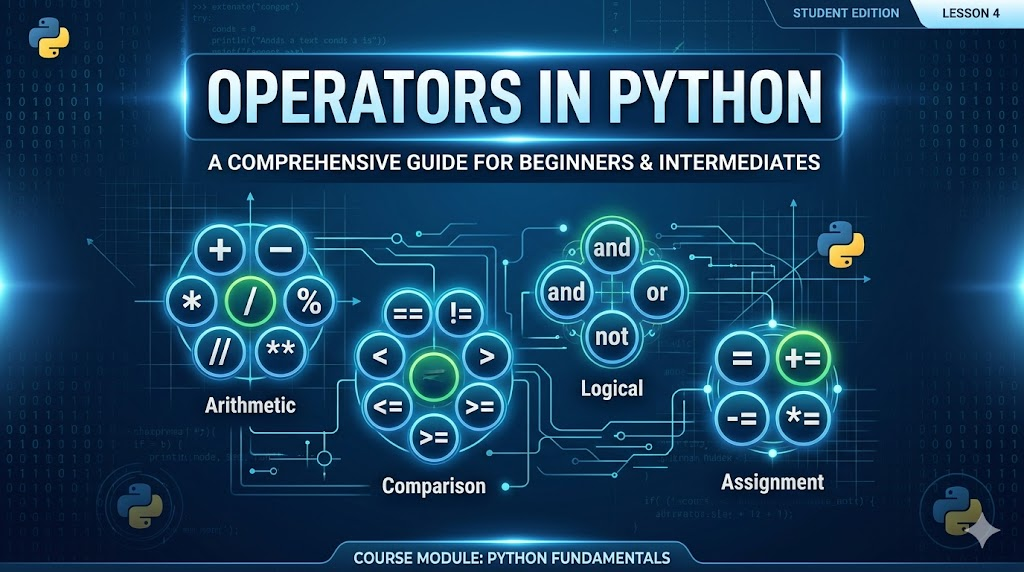 STUDENT EDITION
LESSON 4
OPERATORS IN PYTHON
A COMPREHENSIVE GUIDE FOR BEGINNERS & INTERMEDIATES
+ −
* / %
// **
Arithmetic
== !=
< >
<= >=
>=
Comparison
and
and or
not
Logical
= +=
-= *=
Assignment
COURSE MODULE: PYTHON FUNDAMENTALS